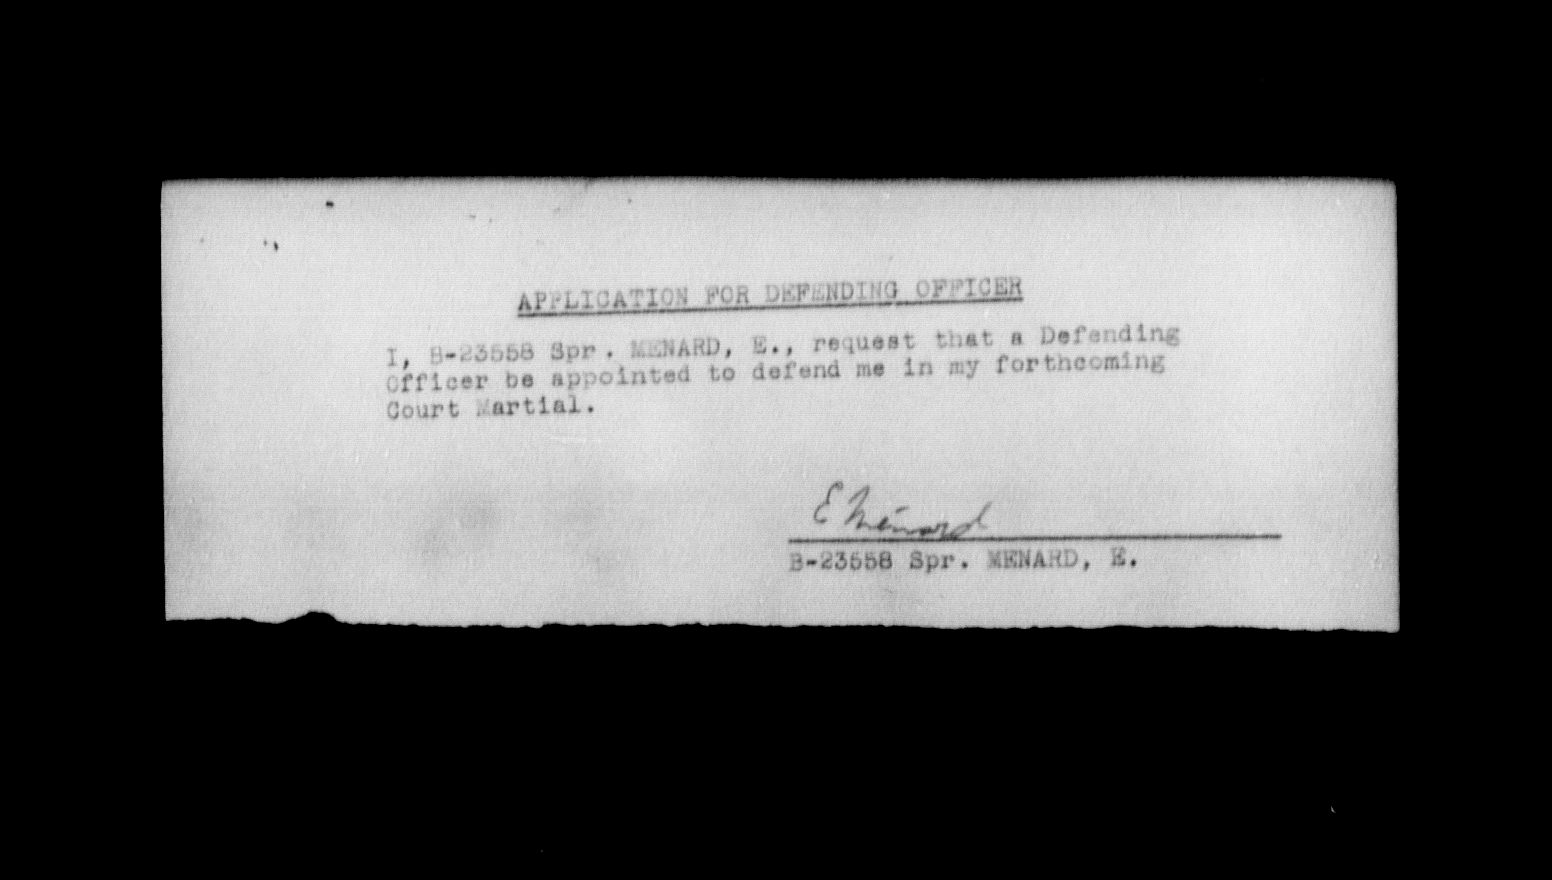 APPLICATION FOR DEFENDING OFFICER
I, B-23558 Spr. MENARD, E., request that a Defending
Officer be appointed to defend me in my forthcoming
Court Martial.
E Ménard
B-23558 Spr. MENARD, E.